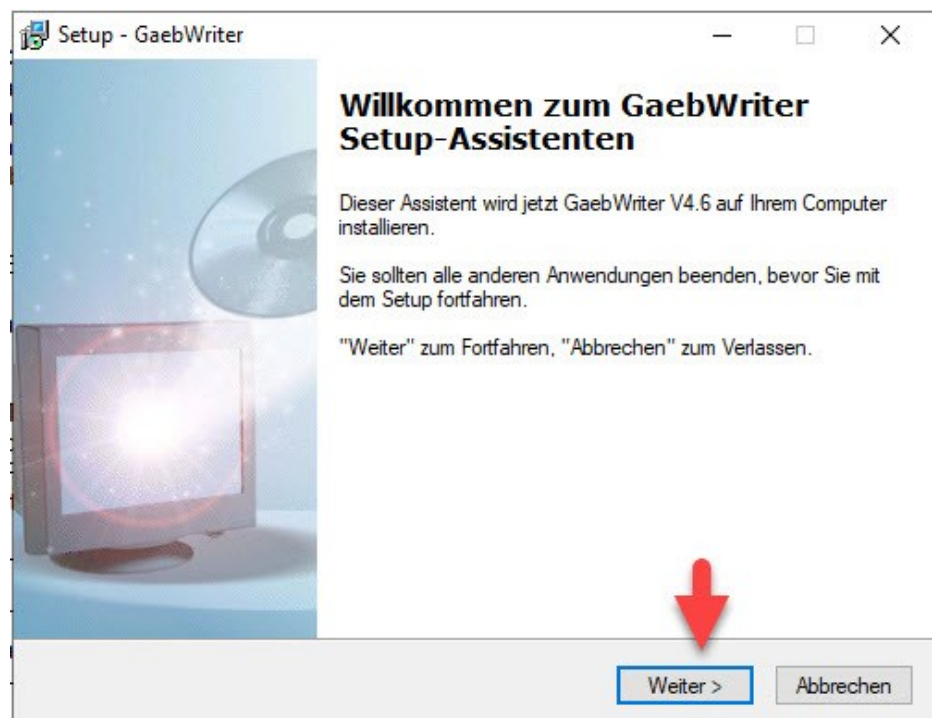 Setup - GaebWriter
Willkommen zum GaebWriter
Setup-Assistenten
Dieser Assistent wird jetzt GaebWriter V4.6 auf Ihrem Computer
installieren.
Sie sollten alle anderen Anwendungen beenden, bevor Sie mit
dem Setup fortfahren.
"Weiter" zum Fortfahren, "Abbrechen" zum Verlassen.
Weiter > Abbrechen